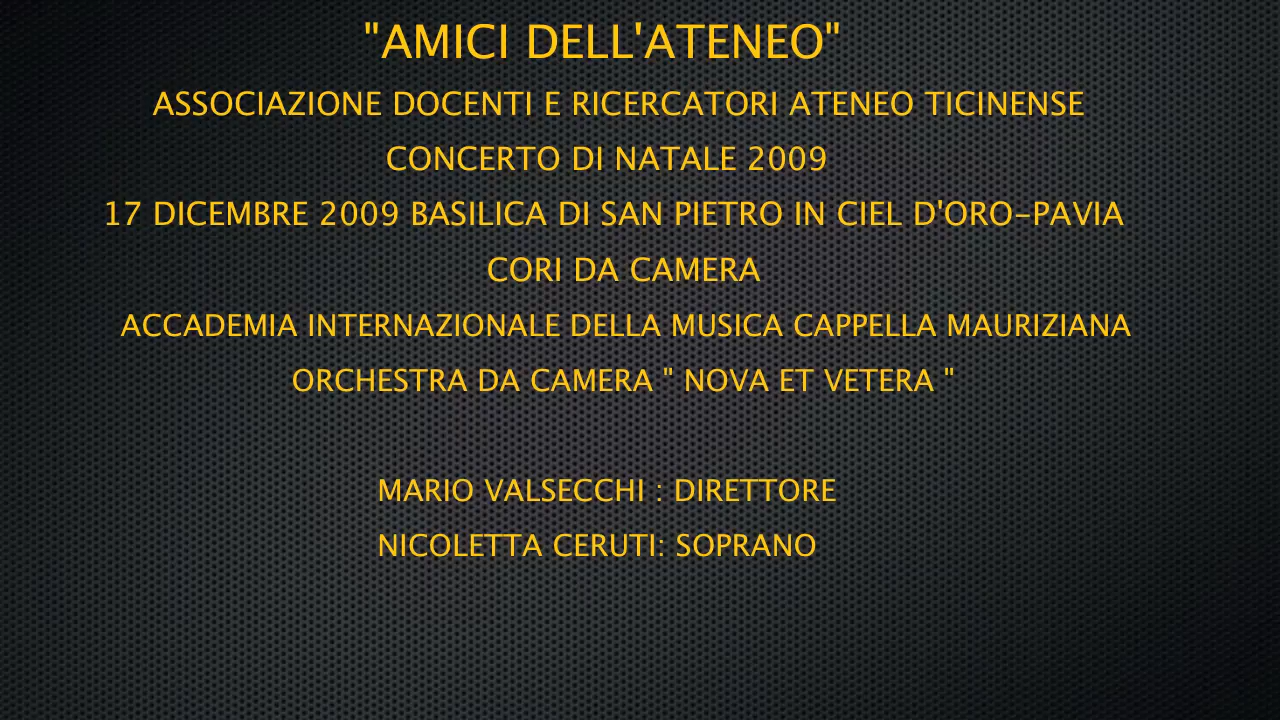 "AMICI DELL'ATENEO"
ASSOCIAZIONE DOCENTI E RICERCATORI ATENEO TICINENSE
CONCERTO DI NATALE 2009
17 DICEMBRE 2009 BASILICA DI SAN PIETRO IN CIEL D'ORO-PAVIA
CORI DA CAMERA
ACCADEMIA INTERNAZIONALE DELLA MUSICA CAPPELLA MAURIZIANA
ORCHESTRA DA CAMERA " NOVA ET VETERA "
MARIO VALSECCHI : DIRETTORE
NICOLETTA CERUTI: SOPRANO